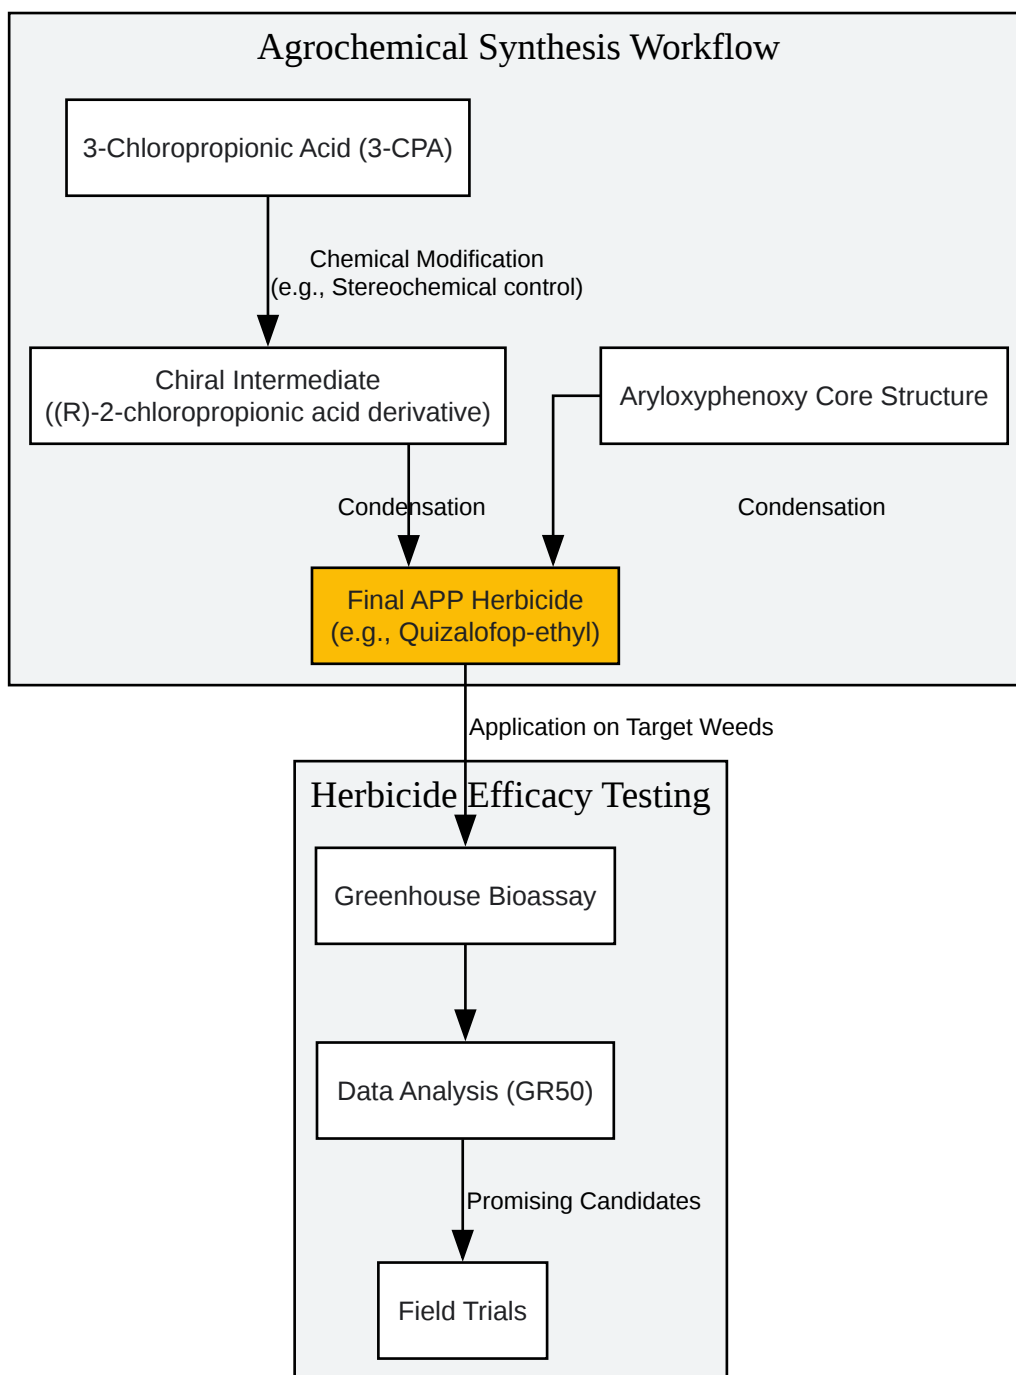 Agrochemical Synthesis Workflow
3-Chloropropionic Acid (3-CPA)
Chemical Modification
(e.g., Stereochemical control)
Chiral Intermediate
((R)-2-chloropropionic acid derivative)
Aryloxyphenoxy Core Structure
Condensation
Condensation
Final APP Herbicide
(e.g., Quizalofop-ethyl)
Application on Target Weeds
Herbicide Efficacy Testing
Greenhouse Bioassay
Data Analysis (GR50)
Promising Candidates
Field Trials